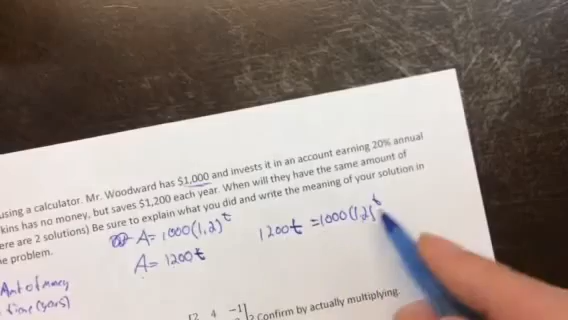 using a calculator. Mr. Woodward has $1,000 and invests it in an account earning 20% annual
kins has no money, but saves $1,200 each year. When will they have the same amount of
ere are 2 solutions) Be sure to explain what you did and write the meaning of your solution in
e problem.
A = 1000(1.2)^t
A = 1200t
1200t = 1000(1.2)^t
Amt of money
time (years)
12 4 -1
? Confirm by actually multiplying.